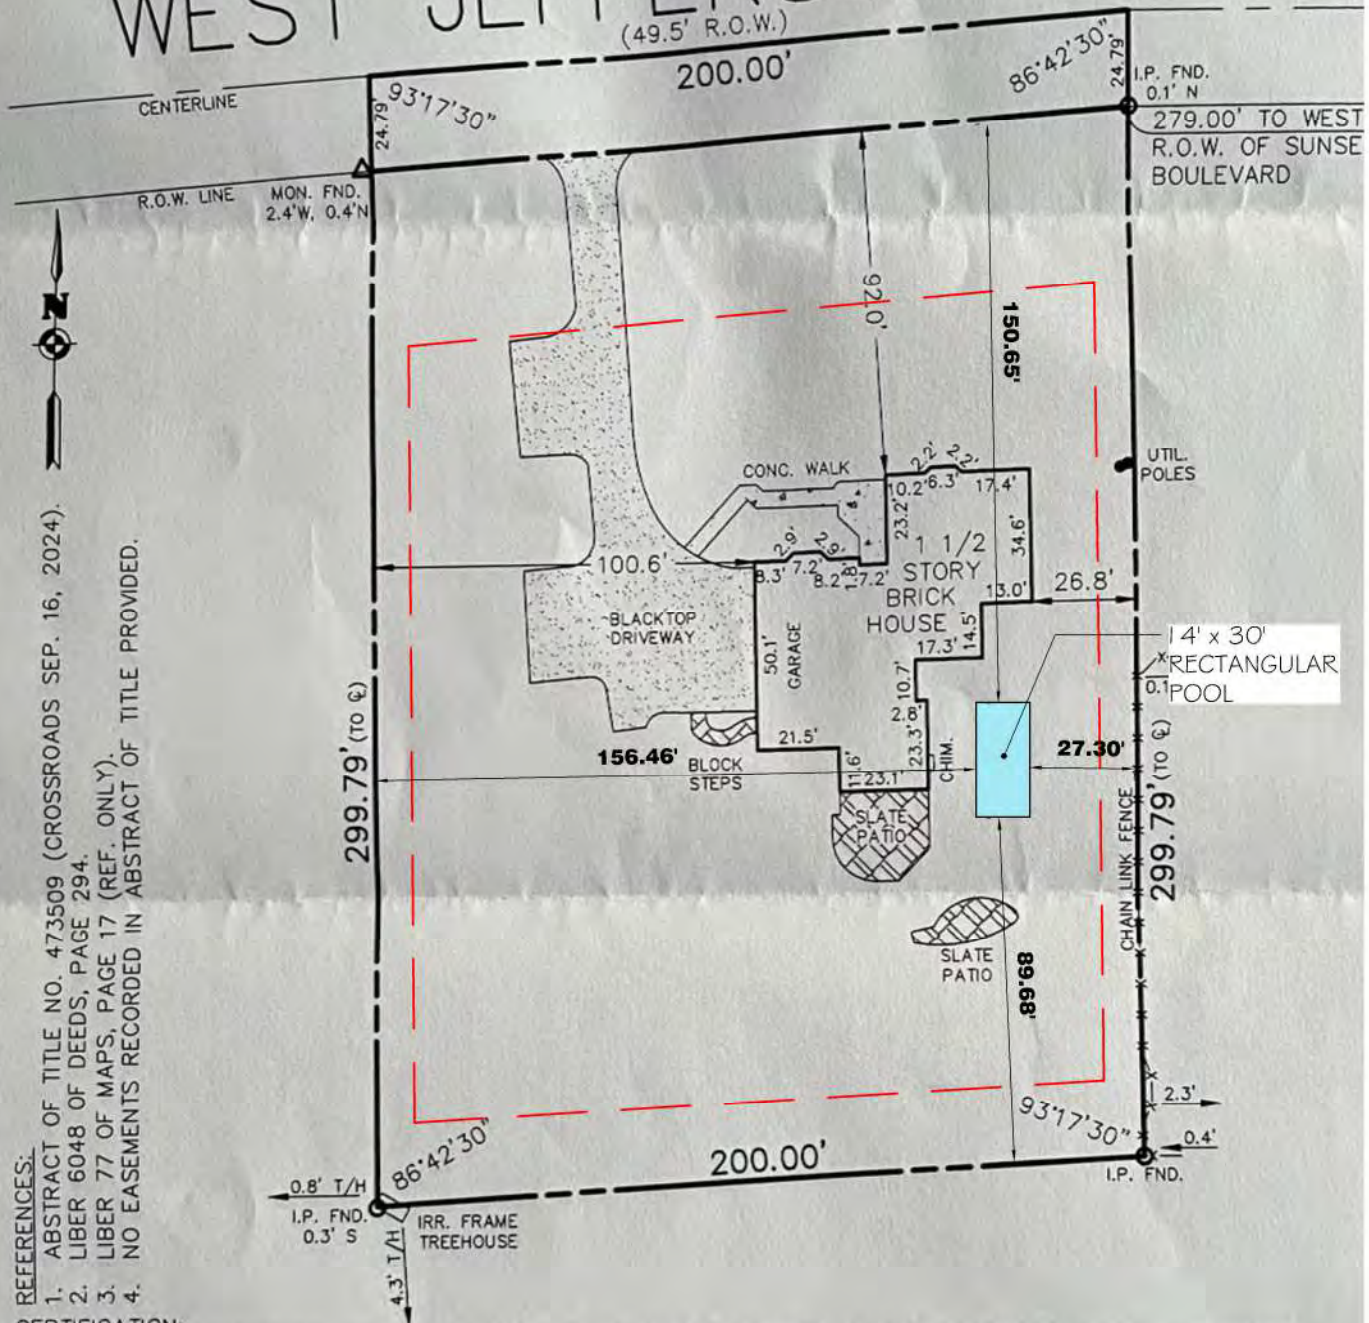 WEST
(49.5' R.O.W.)
200.00'
86°42'30"
24.79'
I.P. FND.
0.1' N
279.00' TO WEST
R.O.W. OF SUNSE
BOULEVARD
CENTERLINE
24.79'
93°17'30"
R.O.W. LINE
MON. FND.
2.4'W, 0.4'N
N
92.0'
150.65'
UTIL.
POLES
CONC. WALK
2.2'
2.2'
10.2'
6.3'
17.4'
23.2'
34.6'
1 1/2
STORY
BRICK
HOUSE
2.9'
2.9'
8.3'
7.2'
8.2'
1.8'
7.2'
100.6'
13.0'
26.8'
BLACKTOP
DRIVEWAY
50.1'
GARAGE
17.3'
14.5'
10.7'
14' x 30'
RECTANGULAR
POOL
0.1
2.8'
23.3'
CHIM.
21.5'
11.6'
23.1'
156.46'
27.30'
BLOCK
STEPS
SLATE
PATIO
299.79' (TO ℄)
CHAIN LINK FENCE
299.79' (TO ℄)
SLATE
PATIO
89.68'
2.3'
93°17'30"
0.4'
I.P. FND.
86°42'30"
200.00'
0.8' T/H
I.P. FND.
0.3' S
IRR. FRAME
TREEHOUSE
4.3' T/H
REFERENCES:
1. ABSTRACT OF TITLE NO. 473509 (CROSSROADS SEP. 16, 2024).
2. LIBER 6048 OF DEEDS, PAGE 294.
3. LIBER 77 OF MAPS, PAGE 17 (REF. ONLY).
4. NO EASEMENTS RECORDED IN ABSTRACT OF TITLE PROVIDED.